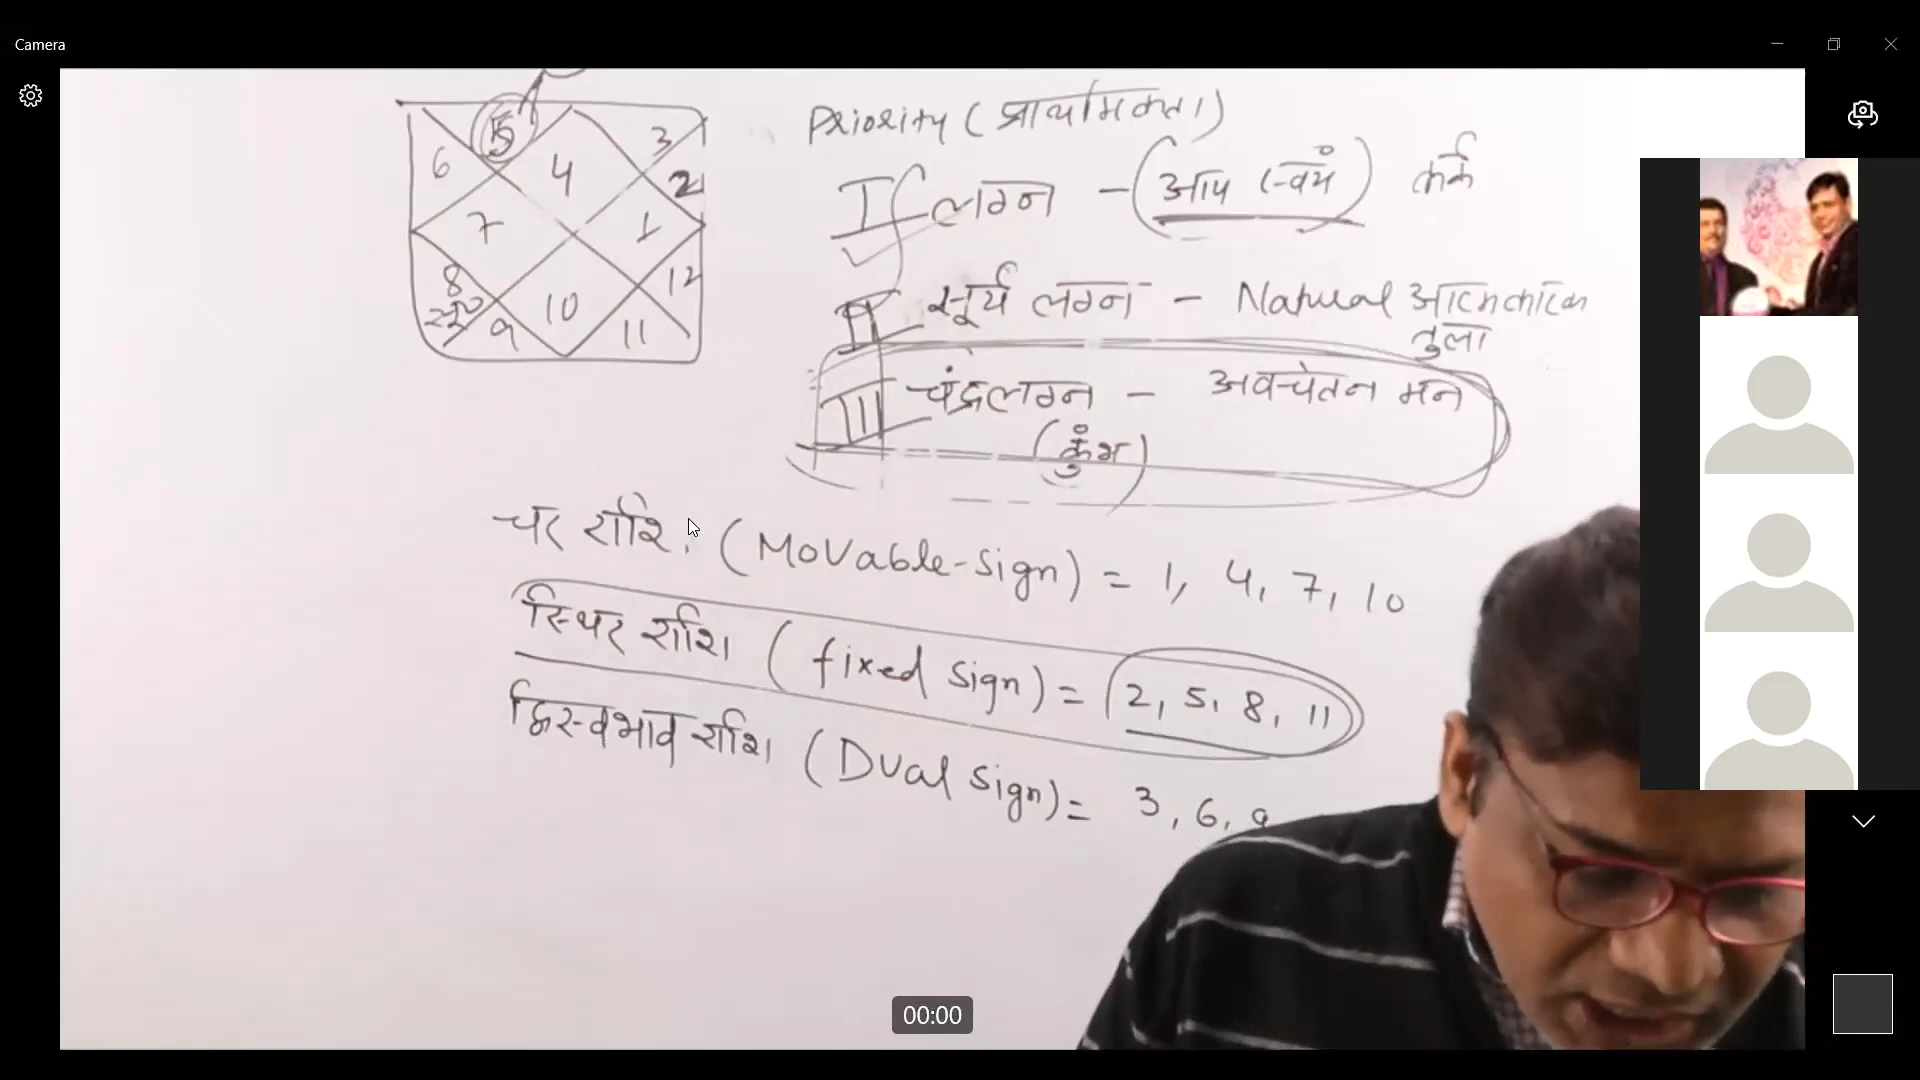 Camera
5
6
4
3
2
7
1
8
12
9
10
11
Priority (प्राथमिकता)
I लग्न - (आप स्वयं) कर्क
II सूर्य लग्न - Natural आत्मकारक
तुला
III चंद्रलग्न - अवचेतन मन
(कुंभ)
चर राशि (Movable-Sign) = 1, 4, 7, 10
स्थिर राशि (fixed Sign) = 2, 5, 8, 11
द्विस्वभाव राशि (Dual Sign) = 3, 6, 9
00:00